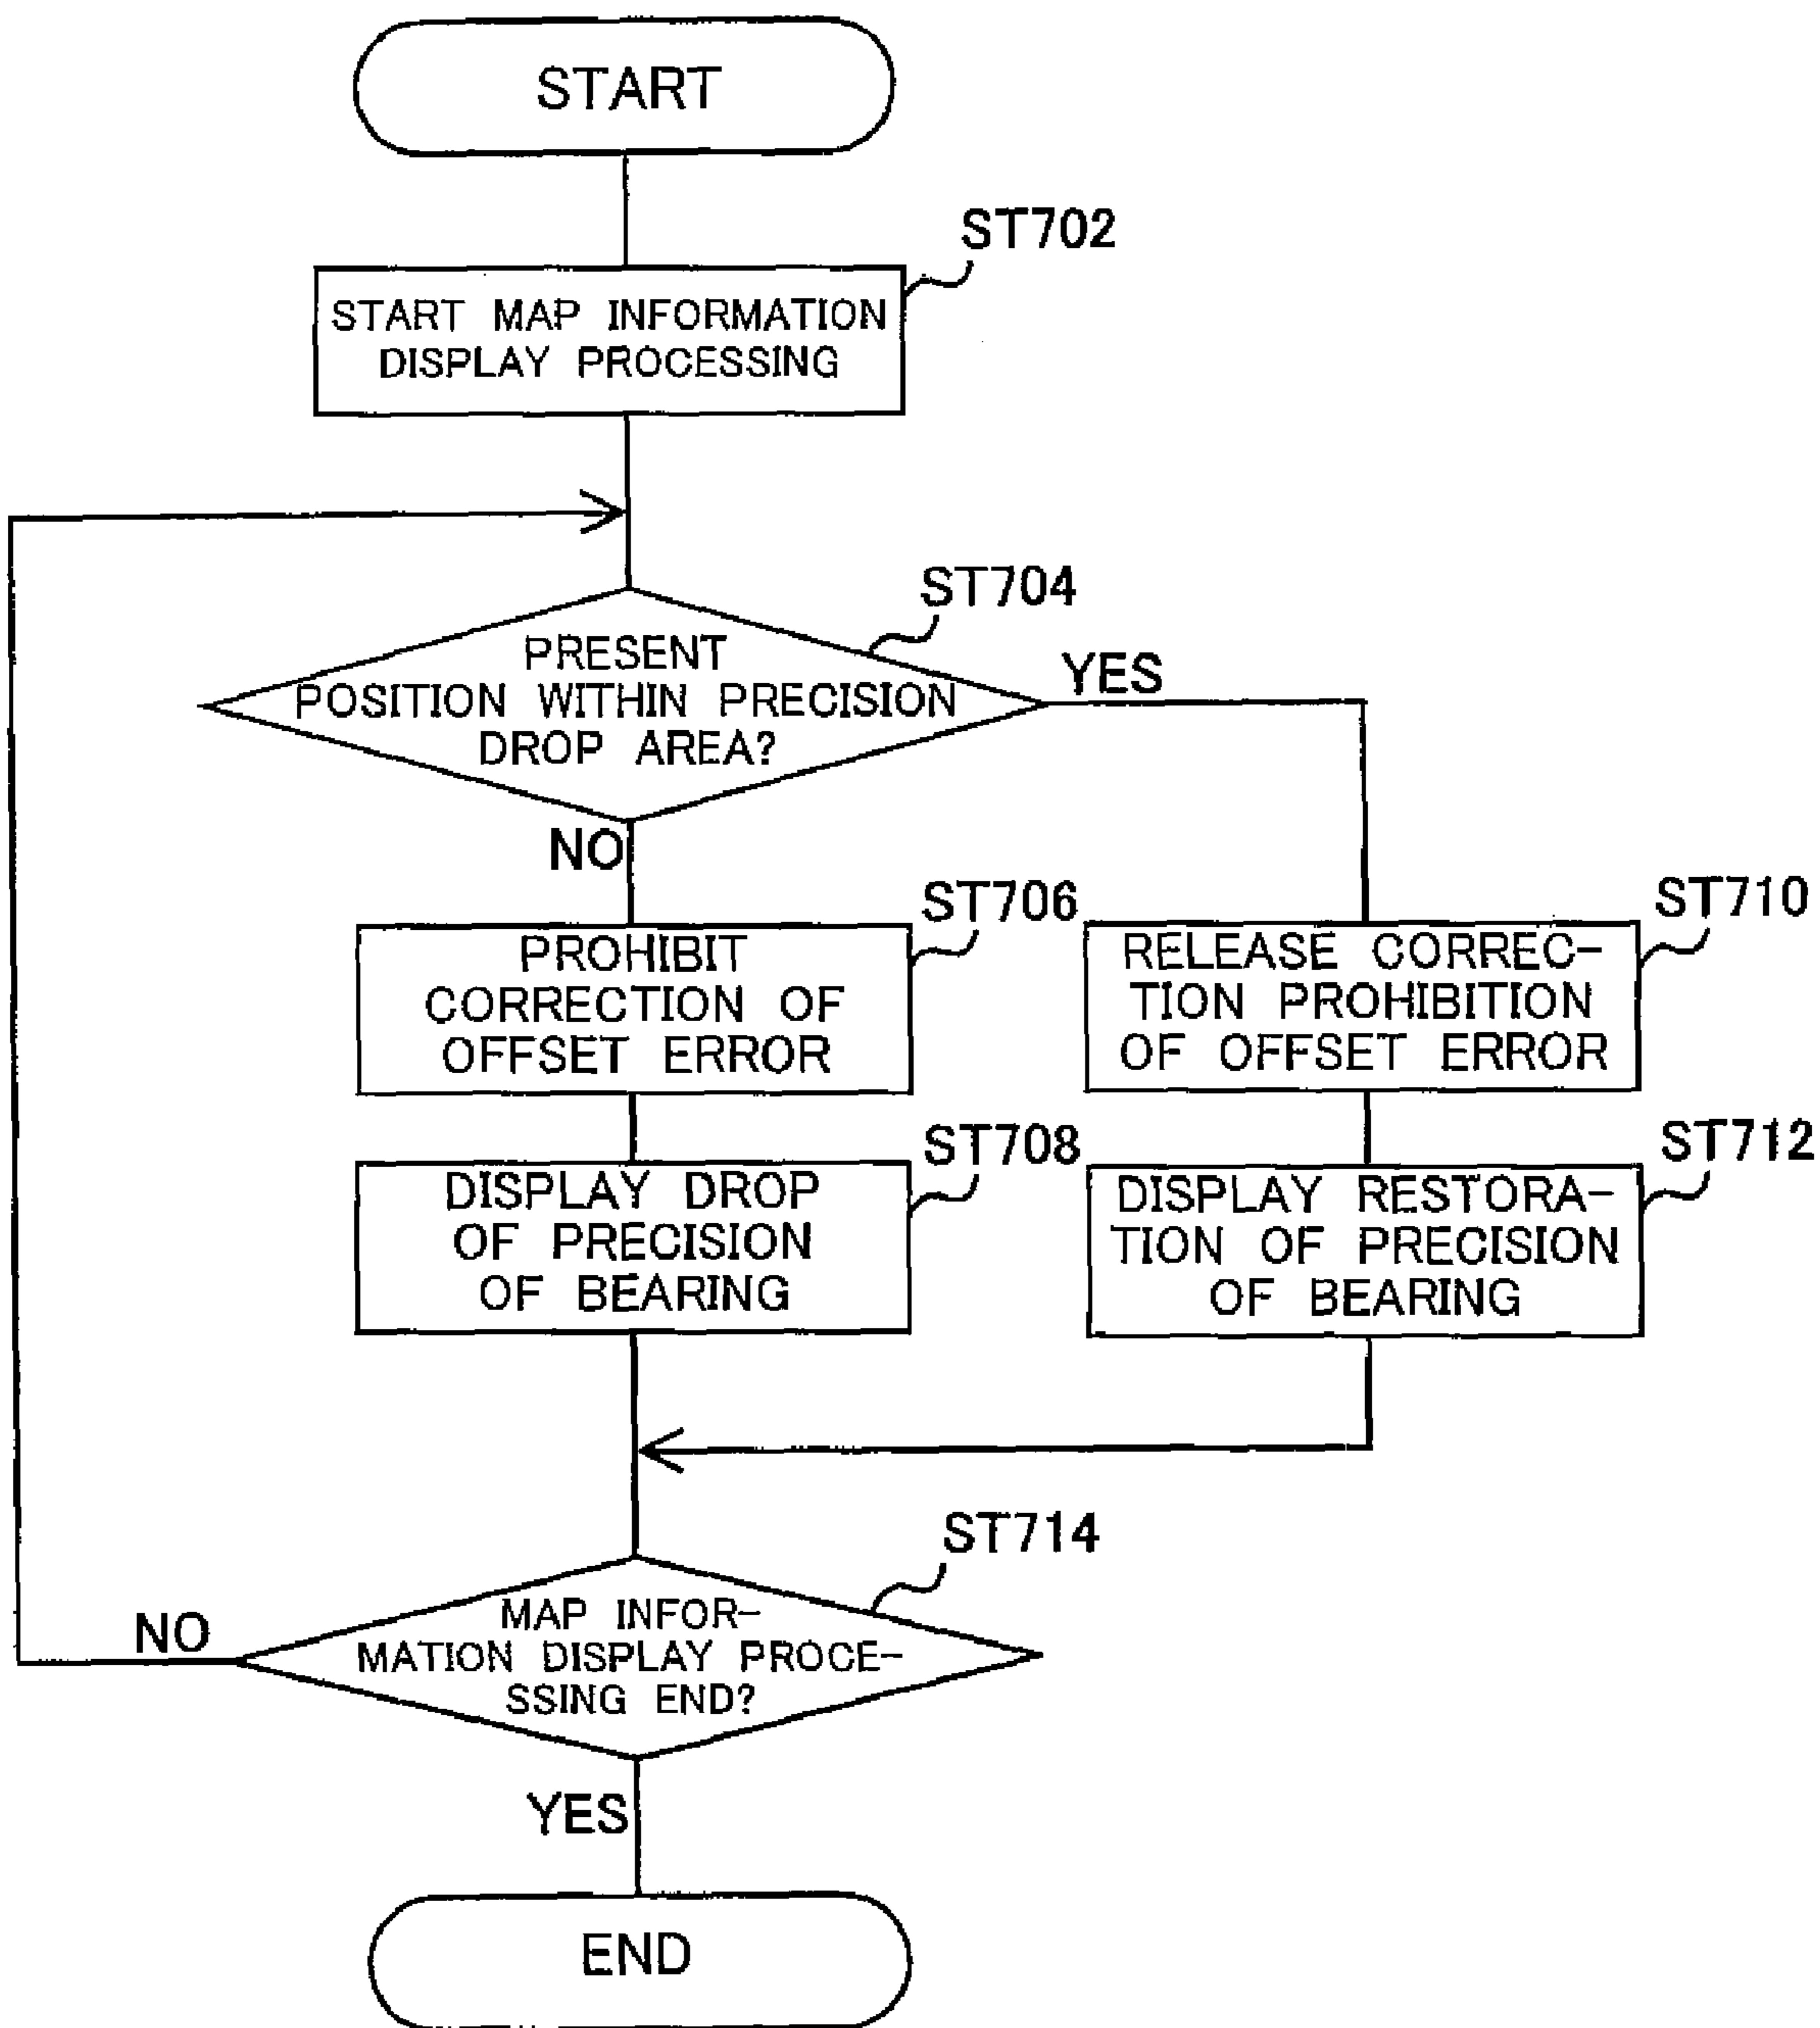 START
ST702
START MAP INFORMATION
DISPLAY PROCESSING
ST704
PRESENT
POSITION WITHIN PRECISION
DROP AREA?
YES
NO
ST706
PROHIBIT
CORRECTION OF
OFFSET ERROR
ST710
RELEASE CORREC-
TION PROHIBITION
OF OFFSET ERROR
ST708
DISPLAY DROP
OF PRECISION
OF BEARING
ST712
DISPLAY RESTORA-
TION OF PRECISION
OF BEARING
ST714
MAP INFOR-
MATION DISPLAY PROCE-
SSING END?
NO
YES
END